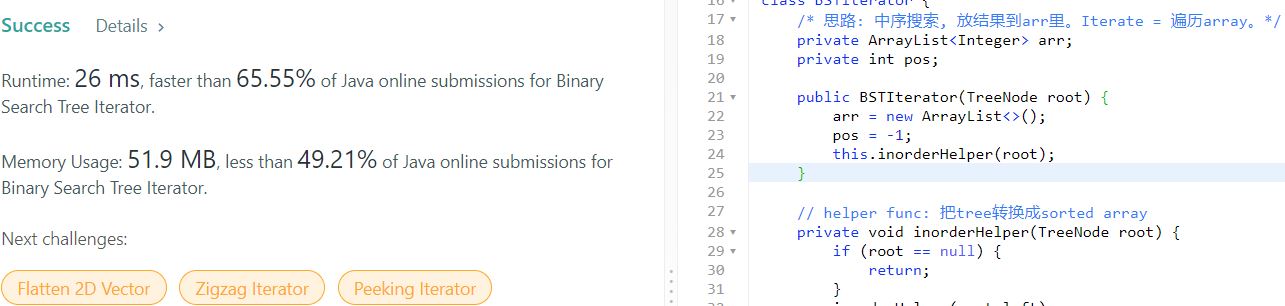 Success Details >
Runtime: 26 ms, faster than 65.55% of Java online submissions for Binary
Search Tree Iterator.
Memory Usage: 51.9 MB, less than 49.21% of Java online submissions for
Binary Search Tree Iterator.
Next challenges:
Flatten 2D Vector Zigzag Iterator Peeking Iterator
16 class BSTIterator {
17 /* 思路: 中序搜索, 放结果到arr里。Iterate = 遍历array。*/
18 private ArrayList<Integer> arr;
19 private int pos;
20
21 public BSTIterator(TreeNode root) {
22 arr = new ArrayList<>();
23 pos = -1;
24 this.inorderHelper(root);
25 }
26
27 // helper func: 把tree转换成sorted array
28 private void inorderHelper(TreeNode root) {
29 if (root == null) {
30 return;
31 }